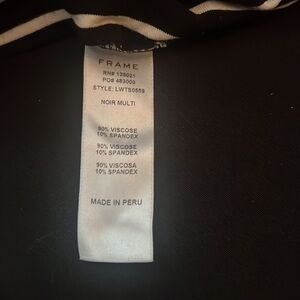 FRAME
RN# 138021
PO# 483000
STYLE: LWTS0559
NOIR MULTI
90% VISCOSE
10% SPANDEX
90% VISCOSE
10% SPANDEX
90% VISCOSA
10% SPANDEX
MADE IN PERU